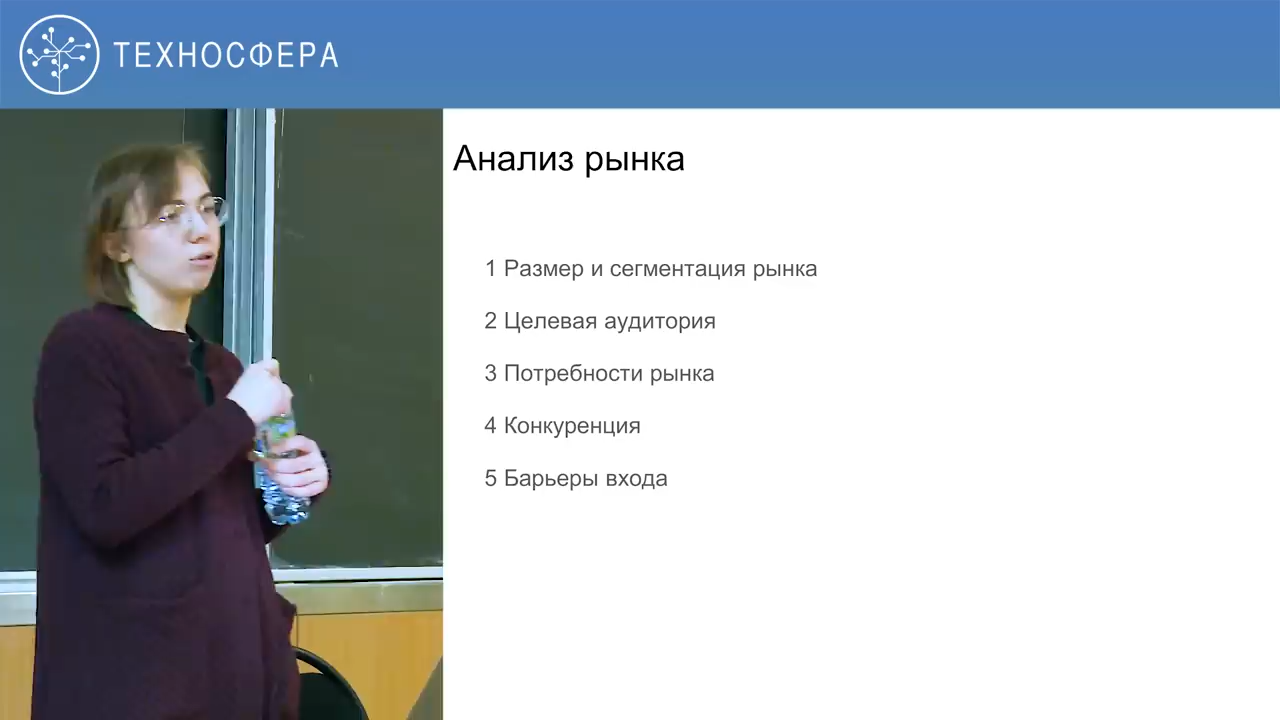 ТЕХНОСФЕРА
Анализ рынка
1 Размер и сегментация рынка
2 Целевая аудитория
3 Потребности рынка
4 Конкуренция
5 Барьеры входа